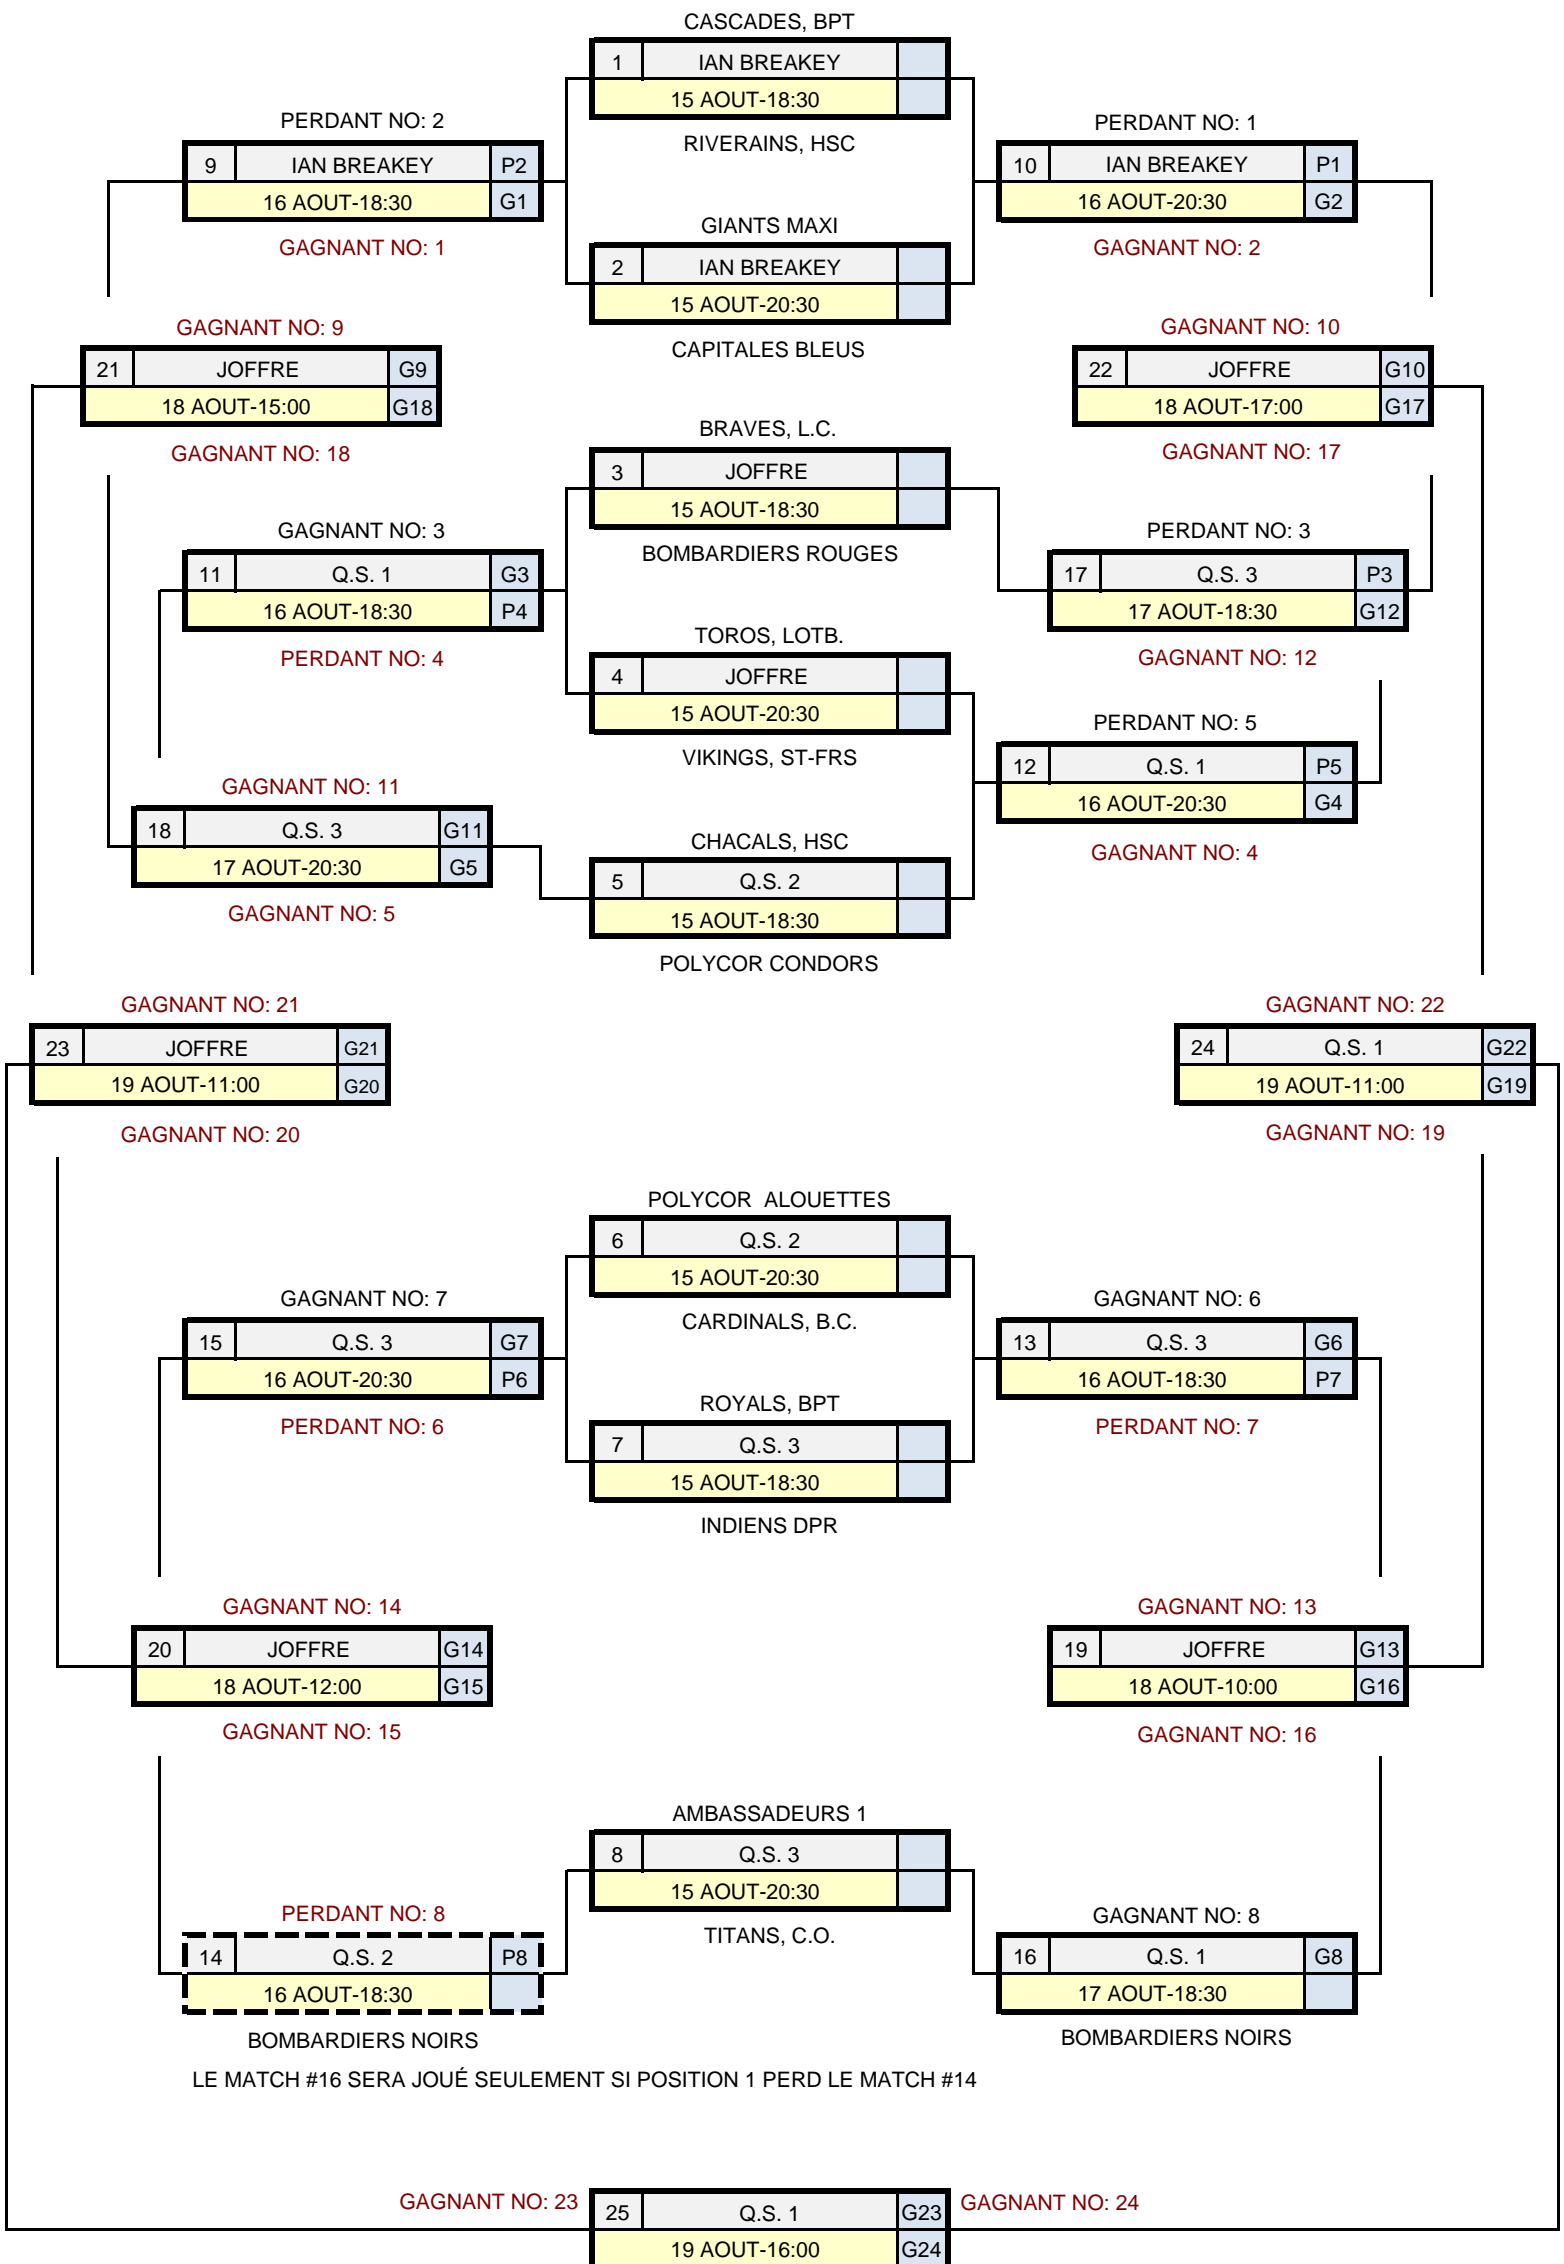 CASCADES, BPT
1 IAN BREAKEY
15 AOUT-18:30
RIVERAINS, HSC
PERDANT NO: 2
9 IAN BREAKEY P2
16 AOUT-18:30 G1
GAGNANT NO: 1
PERDANT NO: 1
10 IAN BREAKEY P1
16 AOUT-20:30 G2
GAGNANT NO: 2
GIANTS MAXI
2 IAN BREAKEY
15 AOUT-20:30
CAPITALES BLEUS
GAGNANT NO: 9
21 JOFFRE G9
18 AOUT-15:00 G18
GAGNANT NO: 18
GAGNANT NO: 10
22 JOFFRE G10
18 AOUT-17:00 G17
GAGNANT NO: 17
BRAVES, L.C.
3 JOFFRE
15 AOUT-18:30
BOMBARDIERS ROUGES
GAGNANT NO: 3
11 Q.S. 1 G3
16 AOUT-18:30 P4
PERDANT NO: 4
PERDANT NO: 3
17 Q.S. 3 P3
17 AOUT-18:30 G12
GAGNANT NO: 12
TOROS, LOTB.
4 JOFFRE
15 AOUT-20:30
VIKINGS, ST-FRS
PERDANT NO: 5
12 Q.S. 1 P5
16 AOUT-20:30 G4
GAGNANT NO: 4
GAGNANT NO: 11
18 Q.S. 3 G11
17 AOUT-20:30 G5
GAGNANT NO: 5
CHACALS, HSC
5 Q.S. 2
15 AOUT-18:30
POLYCOR CONDORS
GAGNANT NO: 21
23 JOFFRE G21
19 AOUT-11:00 G20
GAGNANT NO: 20
GAGNANT NO: 22
24 Q.S. 1 G22
19 AOUT-11:00 G19
GAGNANT NO: 19
POLYCOR  ALOUETTES
6 Q.S. 2
15 AOUT-20:30
CARDINALS, B.C.
GAGNANT NO: 7
15 Q.S. 3 G7
16 AOUT-20:30 P6
PERDANT NO: 6
GAGNANT NO: 6
13 Q.S. 3 G6
16 AOUT-18:30 P7
PERDANT NO: 7
ROYALS, BPT
7 Q.S. 3
15 AOUT-18:30
INDIENS DPR
GAGNANT NO: 14
20 JOFFRE G14
18 AOUT-12:00 G15
GAGNANT NO: 15
GAGNANT NO: 13
19 JOFFRE G13
18 AOUT-10:00 G16
GAGNANT NO: 16
AMBASSADEURS 1
8 Q.S. 3
15 AOUT-20:30
TITANS, C.O.
PERDANT NO: 8
14 Q.S. 2 P8
16 AOUT-18:30
BOMBARDIERS NOIRS
GAGNANT NO: 8
16 Q.S. 1 G8
17 AOUT-18:30
BOMBARDIERS NOIRS
LE MATCH #16 SERA JOUÉ SEULEMENT SI POSITION 1 PERD LE MATCH #14
GAGNANT NO: 23
25 Q.S. 1 G23
19 AOUT-16:00 G24
GAGNANT NO: 24